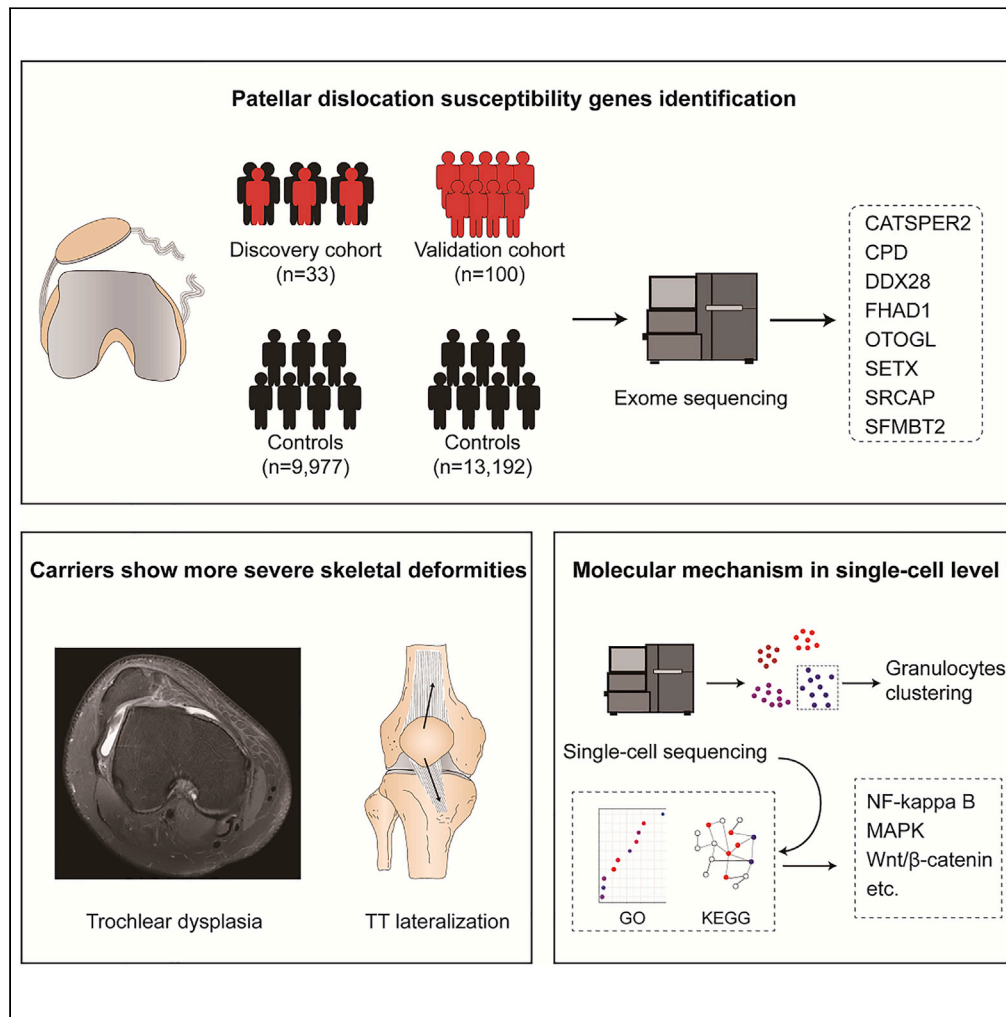 Patellar dislocation susceptibility genes identification
Discovery cohort
(n=33)
Validation cohort
(n=100)
Controls
(n=9,977)
Controls
(n=13,192)
Exome sequencing
CATSPER2
CPD
DDX28
FHAD1
OTOGL
SETX
SRCAP
SFMBT2
Carriers show more severe skeletal deformities
Trochlear dysplasia
TT lateralization
Molecular mechanism in single-cell level
Granulocytes
clustering
Single-cell sequencing
GO
KEGG
NF-kappa B
MAPK
Wnt/β-catenin
etc.